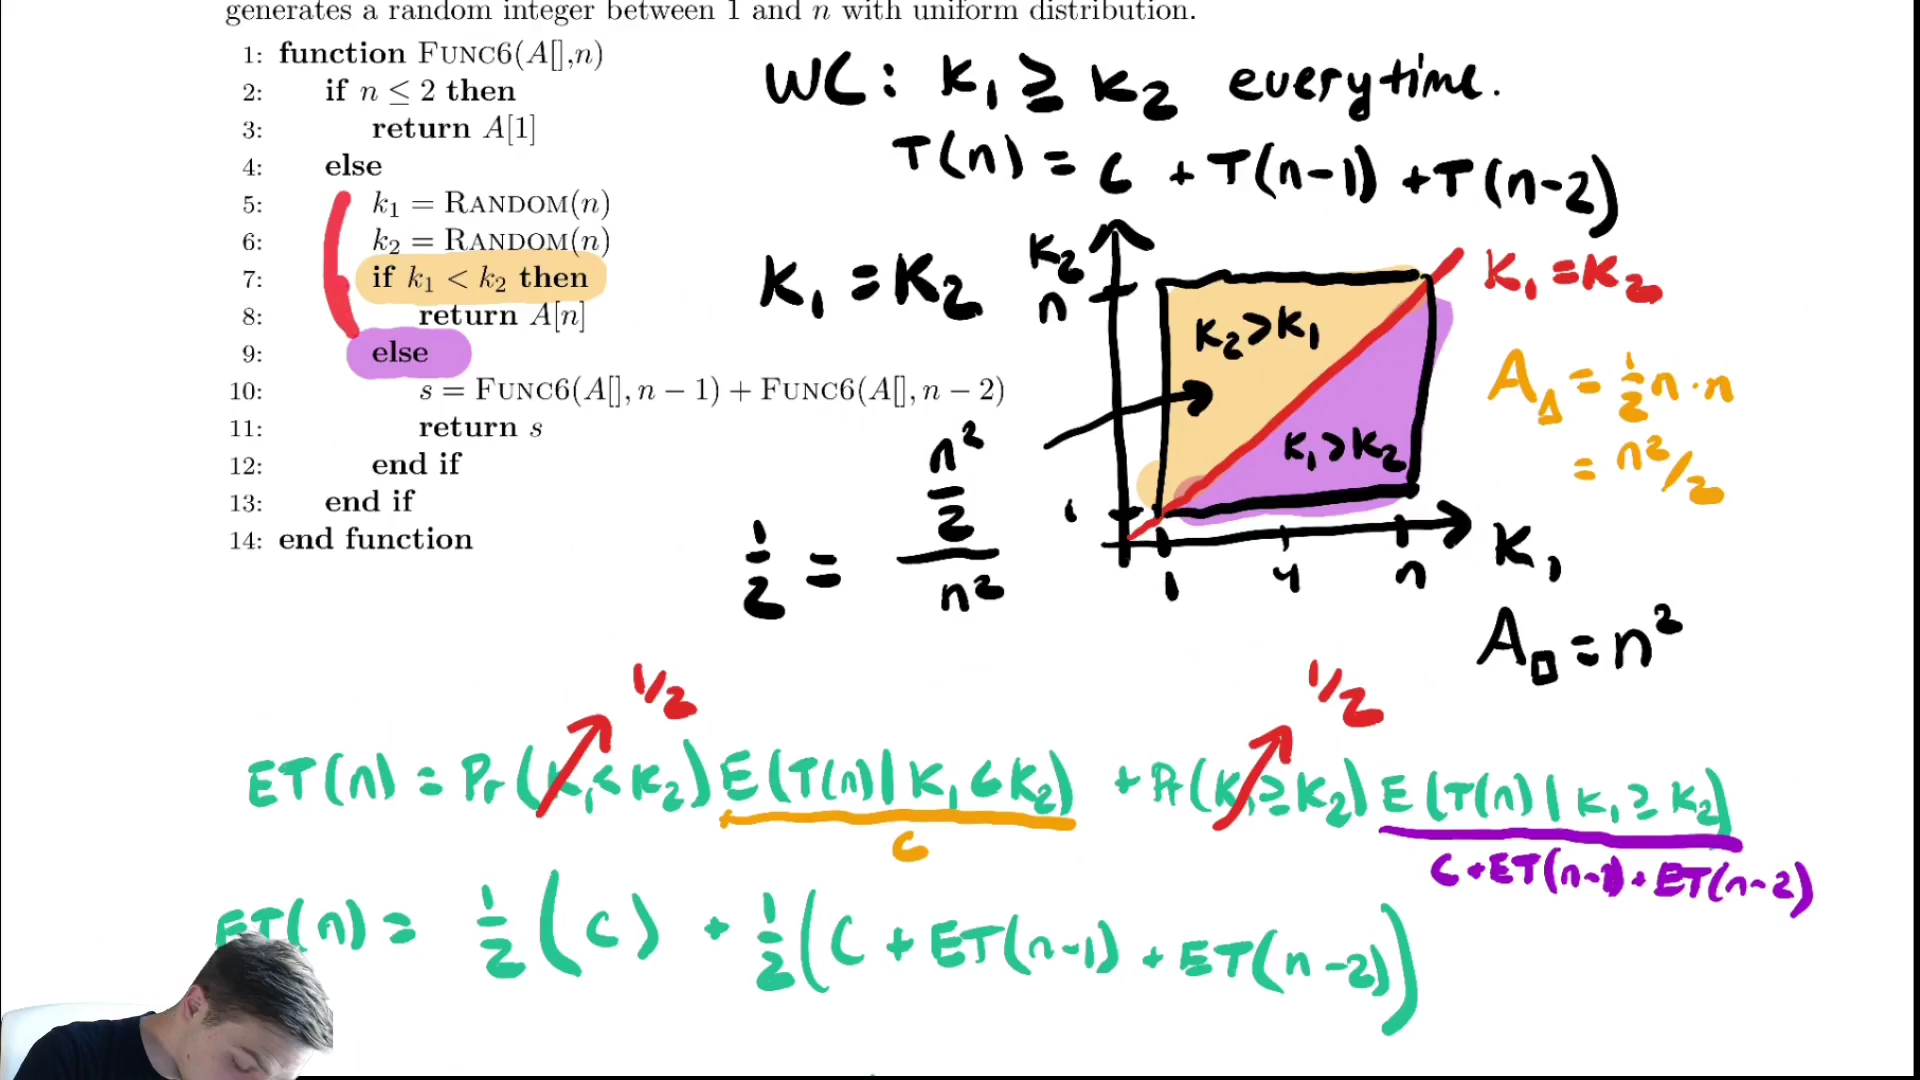 generates a random integer between 1 and n with uniform distribution.
1: function FUNC6(A[],n)
2: if n ≤ 2 then
3: return A[1]
4: else
5: k₁ = RANDOM(n)
6: k₂ = RANDOM(n)
7: if k₁ < k₂ then
8: return A[n]
9: else
10: s = FUNC6(A[], n − 1) + FUNC6(A[], n − 2)
11: return s
12: end if
13: end if
14: end function
WC: K₁ ≥ K₂ everytime.
T(n) = C + T(n-1) + T(n-2)
K₁ = K₂
K₂
n
K₂ > K₁
K₁ > K₂
1
1
4
n
K₁
K₁ = K₂
A△ = ½ n · n
= n²/2
A□ = n²
½ = (n²/2)/n²
1/2
1/2
ET(n) = Pr(K₁ < K₂) E(T(n) | K₁ < K₂) + Pr(K₁ ≥ K₂) E(T(n) | K₁ ≥ K₂)
C
C + ET(n-1) + ET(n-2)
ET(n) = ½(C) + ½(C + ET(n-1) + ET(n-2))